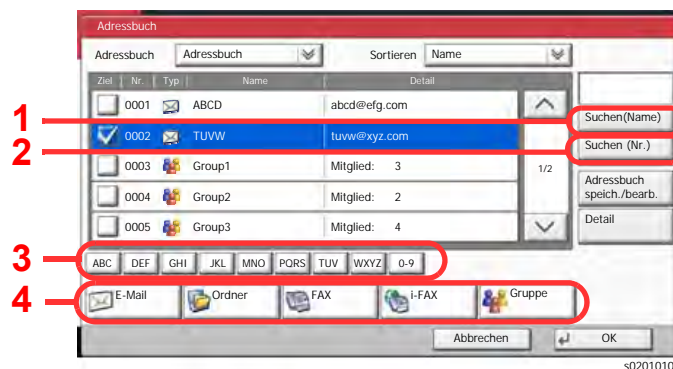 Adressbuch
Adressbuch Adressbuch Sortieren Name
Ziel Nr. Typ Name Detail
0001 ABCD abcd@efg.com
1 Suchen(Name)
0002 TUVW tuvw@xyz.com
2 Suchen (Nr.)
0003 Group1 Mitglied: 3 1/2
Adressbuch
speich./bearb.
0004 Group2 Mitglied: 2
0005 Group3 Mitglied: 4 Detail
3 ABC DEF GHI JKL MNO PQRS TUV WXYZ 0-9
4 E-Mail Ordner FAX i-FAX Gruppe
Abbrechen OK
s0201010